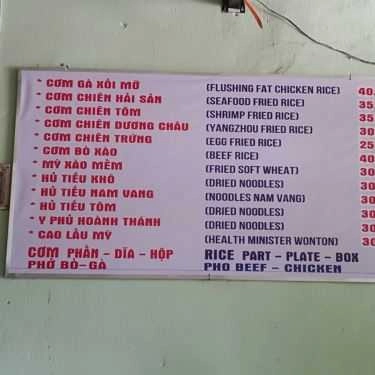 * CƠM GÀ XỐI MỠ (FLUSHING FAT CHICKEN RICE) 40.
* CƠM CHIÊN HẢI SẢN (SEAFOOD FRIED RICE) 35.
* CƠM CHIÊN TÔM (SHRIMP FRIED RICE) 35.
* CƠM CHIÊN DƯƠNG CHÂU (YANGZHOU FRIED RICE) 30
* CƠM CHIÊN TRỨNG (EGG FRIED RICE) 25
* CƠM BÒ XÀO (BEEF RICE) 40
* MỲ XÀO MỀM (FRIED SOFT WHEAT) 30
* HỦ TIẾU KHÔ (DRIED NOODLES) 30
* HỦ TIẾU NAM VANG (NOODLES NAM VANG) 30
* HỦ TIẾU TÔM (DRIED NOODLES) 30
* Y PHỦ HOÀNH THÁNH (DRIED NOODLES) 30
* CAO LẦU MỲ (HEALTH MINISTER WONTON) 30
CƠM PHẦN - DĨA - HỘP RICE PART - PLATE - BOX
PHỞ BÒ-GÀ PHO BEEF - CHICKEN